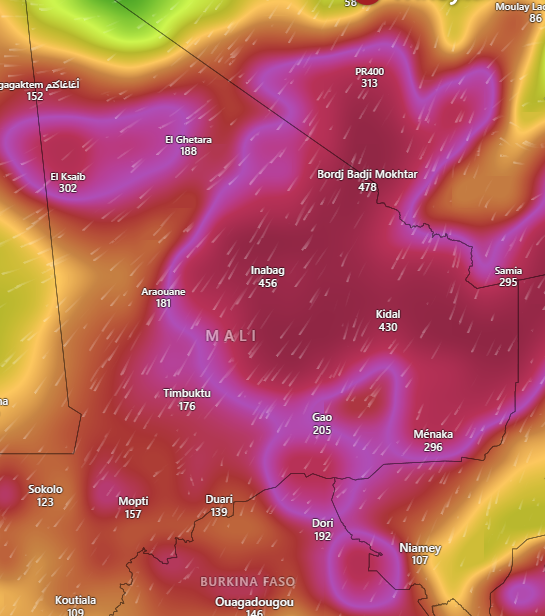 58
Moulay Lac
86
PR400
313
gagaktem أغاغاكتم
152
El Ghetara
188
El Ksaib
302
Bordj Badji Mokhtar
478
Inabag
456
Samia
295
Araouane
181
Kidal
430
MALI
Timbuktu
176
Gao
205
Ménaka
296
na
Sokolo
123
Mopti
157
Duari
139
Dori
192
Niamey
107
BURKINA FASO
Koutiala
109
Ouagadougou
146